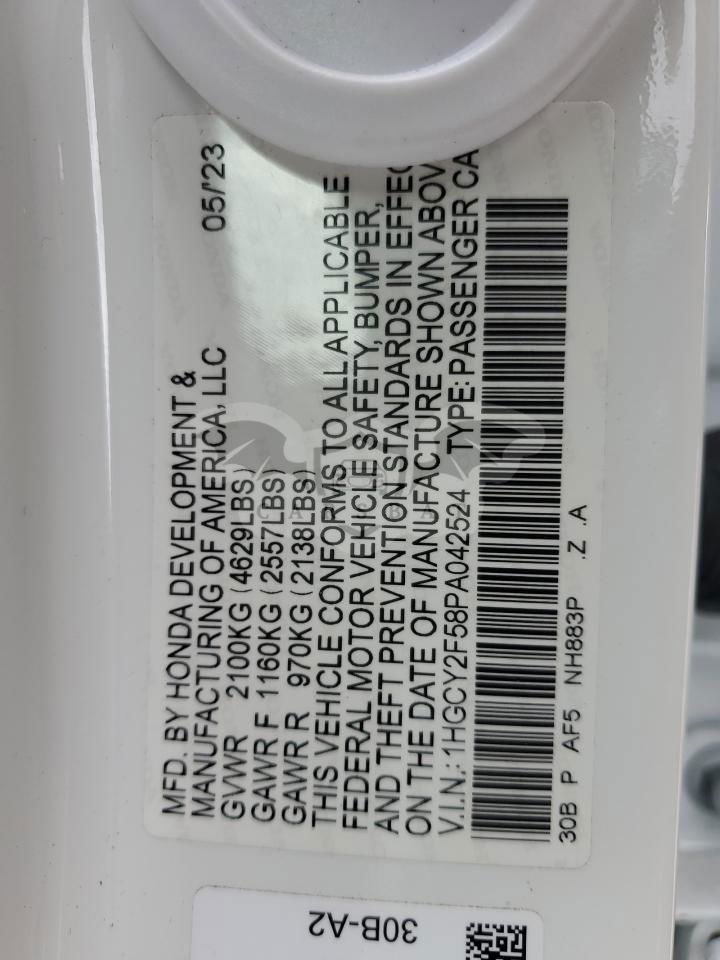 MFD. BY HONDA DEVELOPMENT &
MANUFACTURING OF AMERICA, LLC 05/'23
GVWR 2100KG (4629LBS)
GAWR F 1160KG (2557LBS)
GAWR R 970KG (2138LBS)
THIS VEHICLE CONFORMS TO ALL APPLICABLE
FEDERAL MOTOR VEHICLE SAFETY, BUMPER,
AND THEFT PREVENTION STANDARDS IN EFFEC
ON THE DATE OF MANUFACTURE SHOWN ABOV
V.I.N.: 1HGCY2F58PA042524 TYPE: PASSENGER CA
30B P AF5 NH883P .Z .A
30B-A2